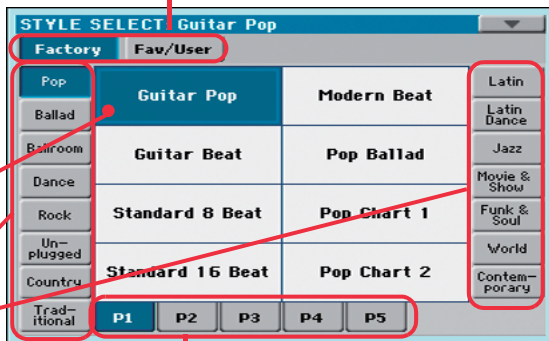 STYLE SELECT: Guitar Pop
Factory
Fav/User
Pop
Ballad
Ballroom
Dance
Rock
Un-
plugged
Country
Trad-
itional
Guitar Pop
Modern Beat
Guitar Beat
Pop Ballad
Standard 8 Beat
Pop Chart 1
Standard 16 Beat
Pop Chart 2
Latin
Latin
Dance
Jazz
Movie &
Show
Funk &
Soul
World
Contem-
porary
P1
P2
P3
P4
P5